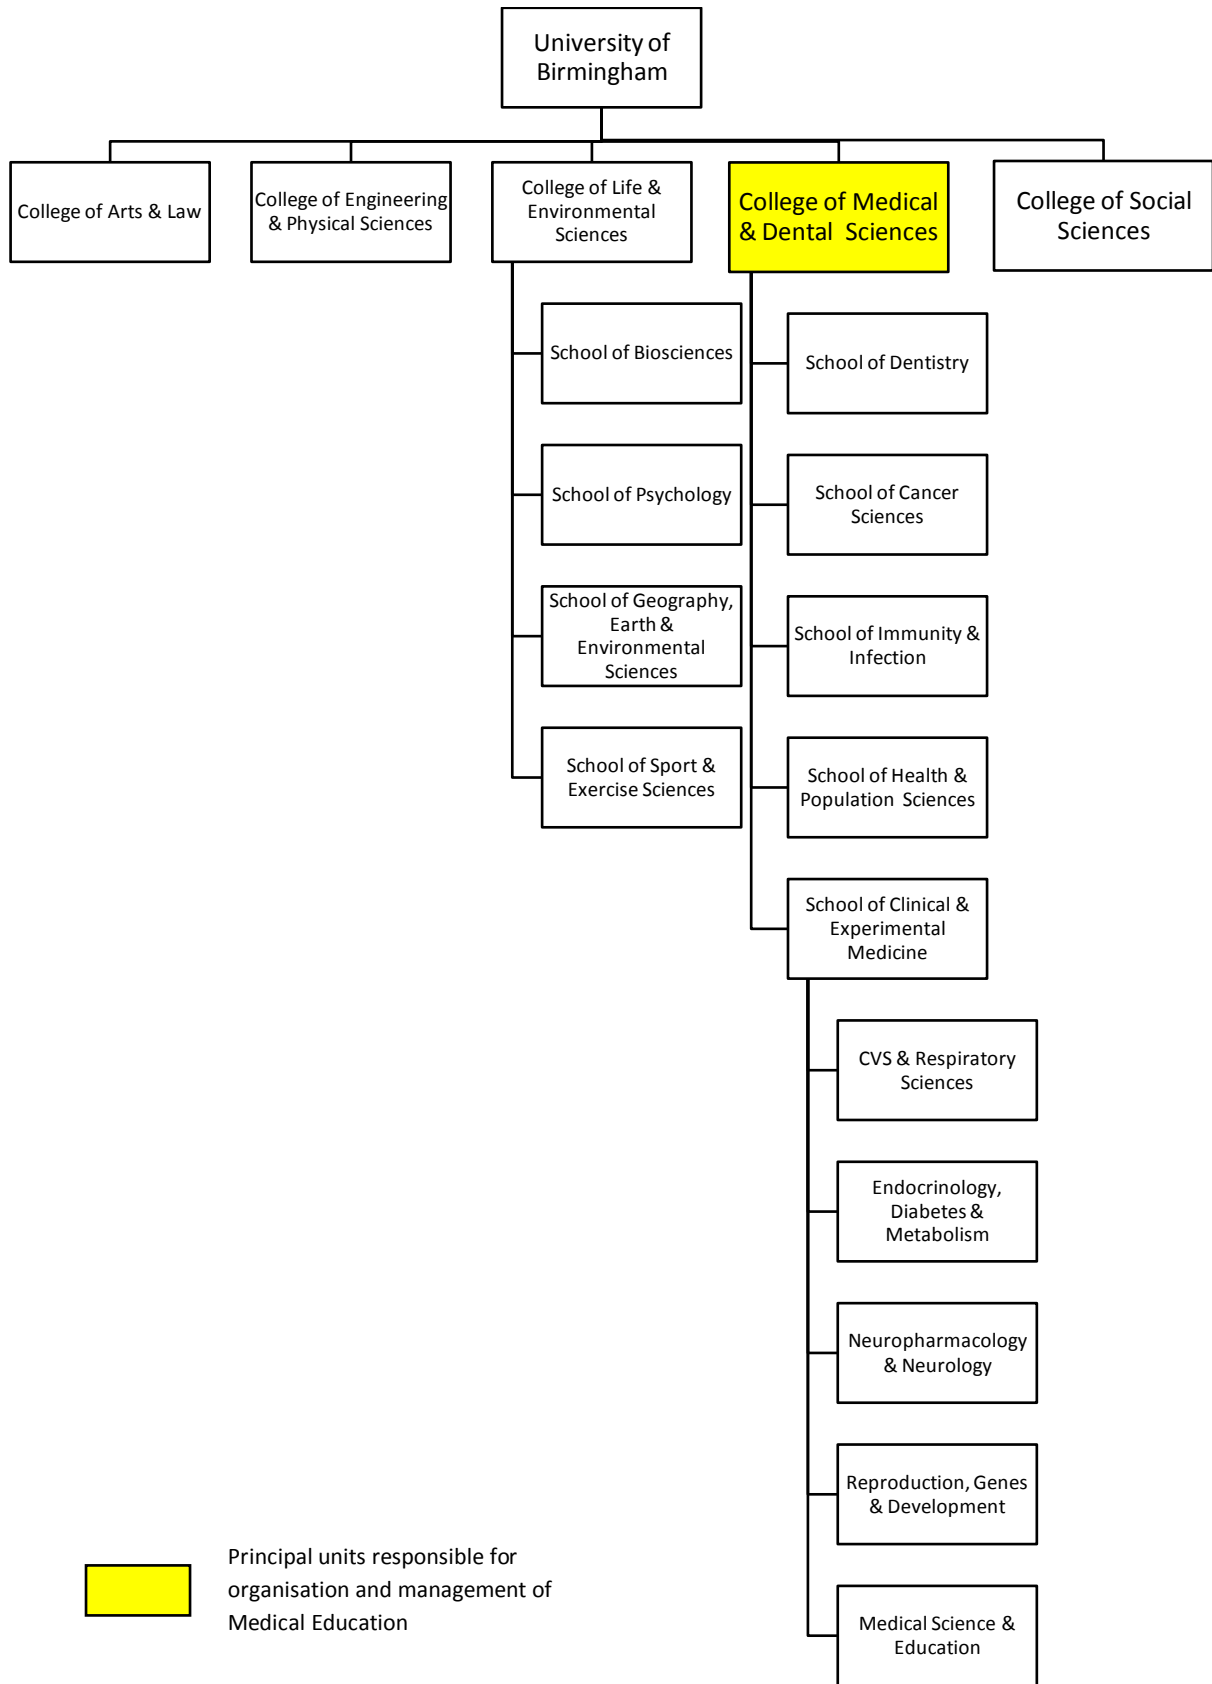 University of
Birmingham
College of Arts & Law
College of Engineering
& Physical Sciences
College of Life &
Environmental
Sciences
College of Medical
& Dental Sciences
College of Social
Sciences
School of Biosciences
School of Psychology
School of Geography,
Earth &
Environmental
Sciences
School of Sport &
Exercise Sciences
School of Dentistry
School of Cancer
Sciences
School of Immunity &
Infection
School of Health &
Population Sciences
School of Clinical &
Experimental
Medicine
CVS & Respiratory
Sciences
Endocrinology,
Diabetes &
Metabolism
Neuropharmacology
& Neurology
Reproduction, Genes
& Development
Medical Science &
Education
Principal units responsible for
organisation and management of
Medical Education